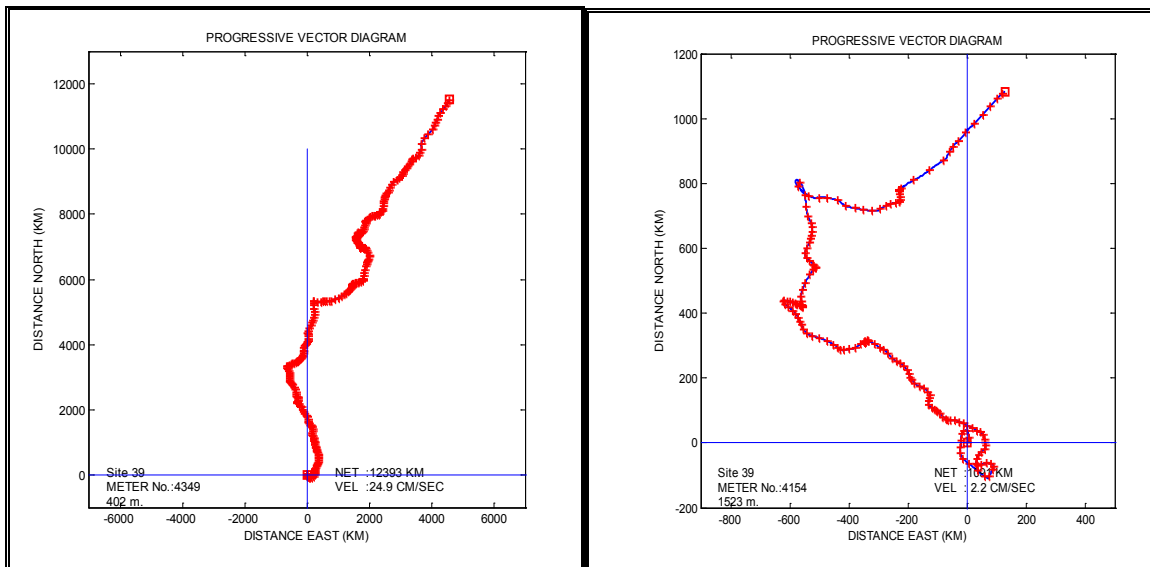 PROGRESSIVE VECTOR DIAGRAM
DISTANCE NORTH (KM)
12000
10000
8000
6000
4000
2000
0
Site 39
METER No.:4349
402 m.
NET :12393 KM
VEL :24.9 CM/SEC
-6000 -4000 -2000 0 2000 4000 6000
DISTANCE EAST (KM)
PROGRESSIVE VECTOR DIAGRAM
DISTANCE NORTH (KM)
1200
1000
800
600
400
200
0
-200
Site 39
METER No.:4154
1523 m.
NET : KM
VEL : 2.2 CM/SEC
-800 -600 -400 -200 0 200 400
DISTANCE EAST (KM)